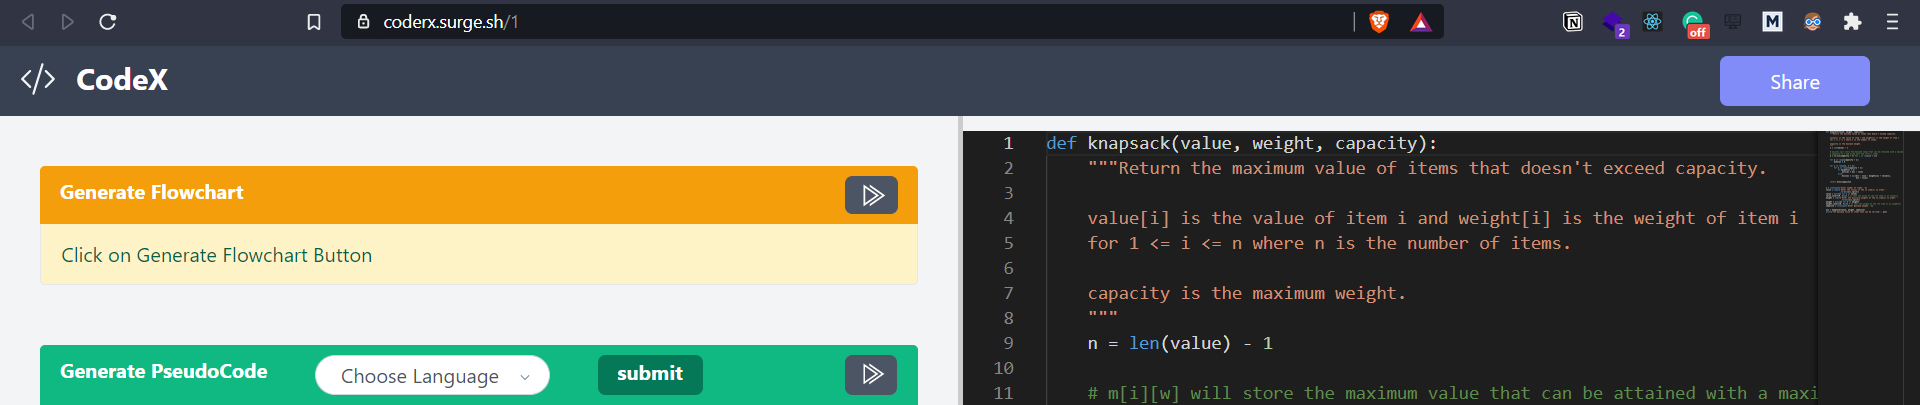 coderx.surge.sh/1
2
off
M
</> CodeX
Share
Generate Flowchart
Click on Generate Flowchart Button
Generate PseudoCode
Choose Language
submit
1 def knapsack(value, weight, capacity):
2 """Return the maximum value of items that doesn't exceed capacity.
3
4 value[i] is the value of item i and weight[i] is the weight of item i
5 for 1 <= i <= n where n is the number of items.
6
7 capacity is the maximum weight.
8 """
9 n = len(value) - 1
10
11 # m[i][w] will store the maximum value that can be attained with a maxi